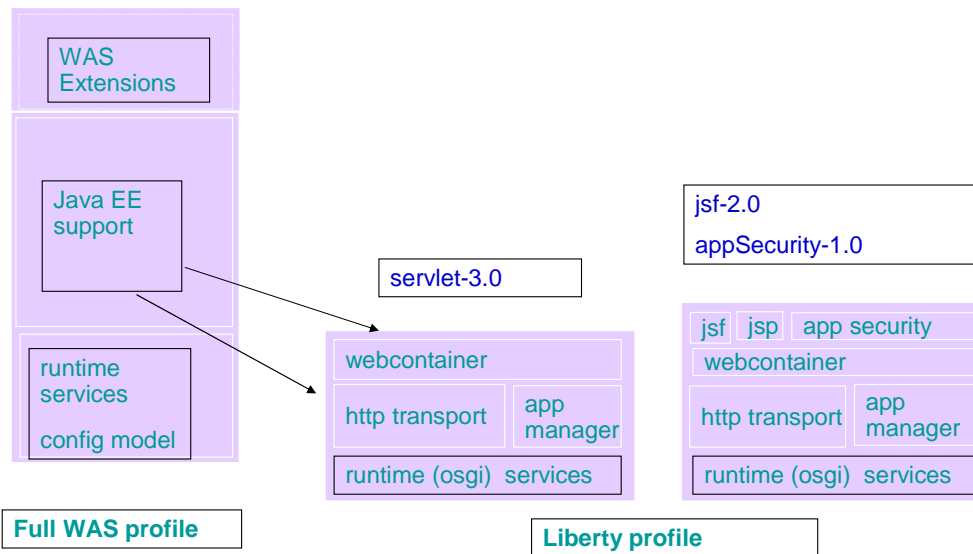 WAS
Extensions
Java EE
support
runtime
services
config model
Full WAS profile
servlet-3.0
webcontainer
http transport
app
manager
runtime (osgi) services
jsf-2.0
appSecurity-1.0
jsf jsp app security
webcontainer
http transport
app
manager
runtime (osgi) services
Liberty profile